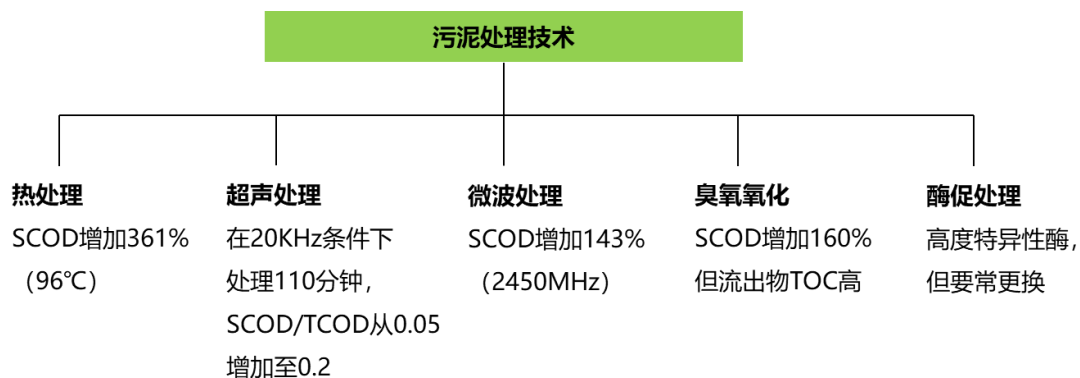 污泥处理技术
热处理
SCOD增加361%
（96℃）
超声处理
在20KHz条件下
处理110分钟，
SCOD/TCOD从0.05
增加至0.2
微波处理
SCOD增加143%
（2450MHz）
臭氧氧化
SCOD增加160%
但流出物TOC高
酶促处理
高度特异性酶，
但要常更换